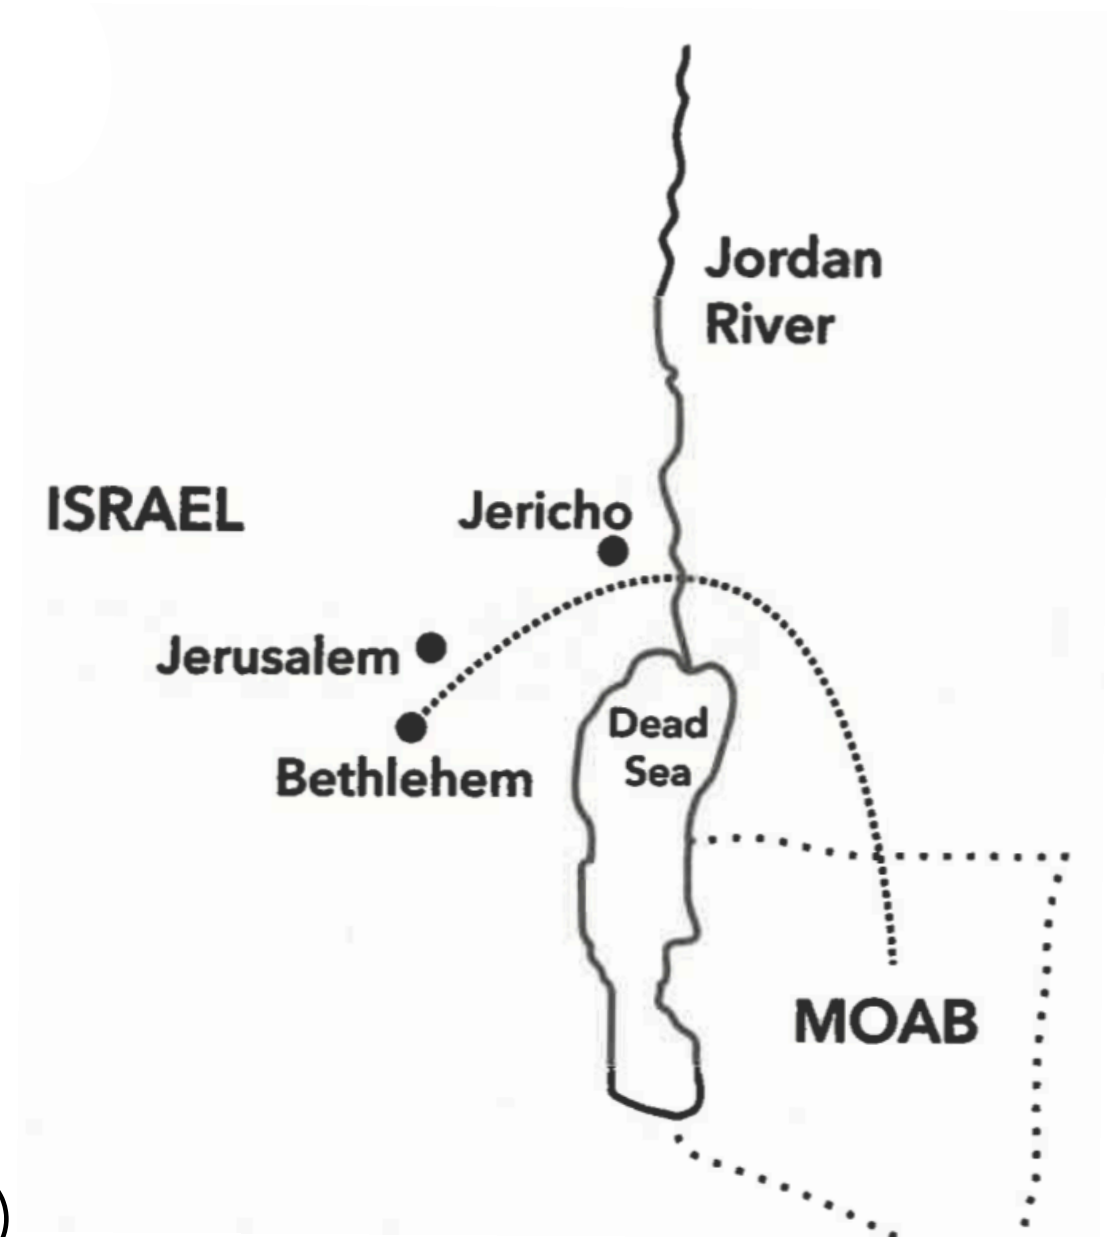 Jordan
River
ISRAEL
Jericho
Jerusalem
Dead
Sea
Bethlehem
MOAB
)